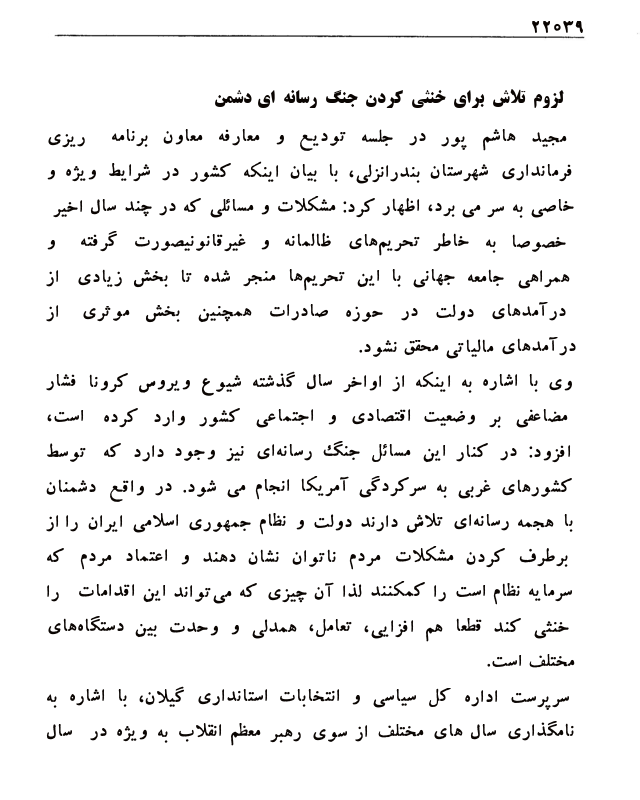 ۲۲۰۳۹
لزوم تلاش برای خنثی کردن جنگ رسانه ای دشمن
مجید هاشم پور در جلسه تودیع و معارفه معاون برنامه ریزی
فرمانداری شهرستان بندرانزلی، با بیان اینکه کشور در شرایط ویژه و
خاصی به سر می برد، اظهار کرد: مشکلات و مسائلی که در چند سال اخیر
خصوصا به خاطر تحریم‌های ظالمانه و غیرقانونیصورت گرفته و
همراهی جامعه جهانی با این تحریم‌ها منجر شده تا بخش زیادی از
درآمدهای دولت در حوزه صادرات همچنین بخش موثری از
درآمدهای مالیاتی محقق نشود.
وی با اشاره به اینکه از اواخر سال گذشته شیوع ویروس کرونا فشار
مضاعفی بر وضعیت اقتصادی و اجتماعی کشور وارد کرده است،
افزود: در کنار این مسائل جنگ رسانه‌ای نیز وجود دارد که توسط
کشورهای غربی به سرکردگی آمریکا انجام می شود. در واقع دشمنان
با هجمه رسانه‌ای تلاش دارند دولت و نظام جمهوری اسلامی ایران را از
برطرف کردن مشکلات مردم ناتوان نشان دهند و اعتماد مردم که
سرمایه نظام است را کمکنند لذا آن چیزی که می‌تواند این اقدامات را
خنثی کند قطعا هم افزایی، تعامل، همدلی و وحدت بین دستگاه‌های
مختلف است.
سرپرست اداره کل سیاسی و انتخابات استانداری گیلان، با اشاره به
نامگذاری سال های مختلف از سوی رهبر معظم انقلاب به ویژه در سال